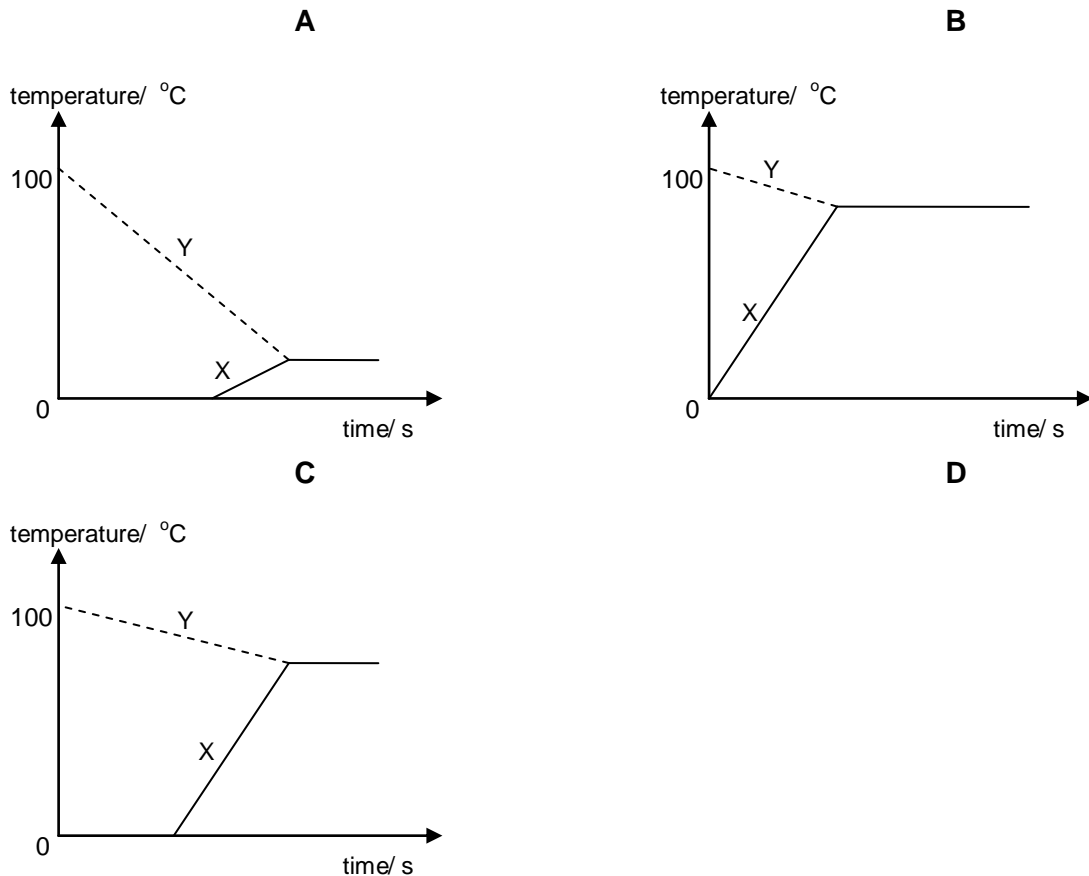 A
B
temperature/ °C
temperature/ °C
100
100
Y
Y
X
X
0
0
time/ s
time/ s
C
D
temperature/ °C
100
Y
X
0
time/ s